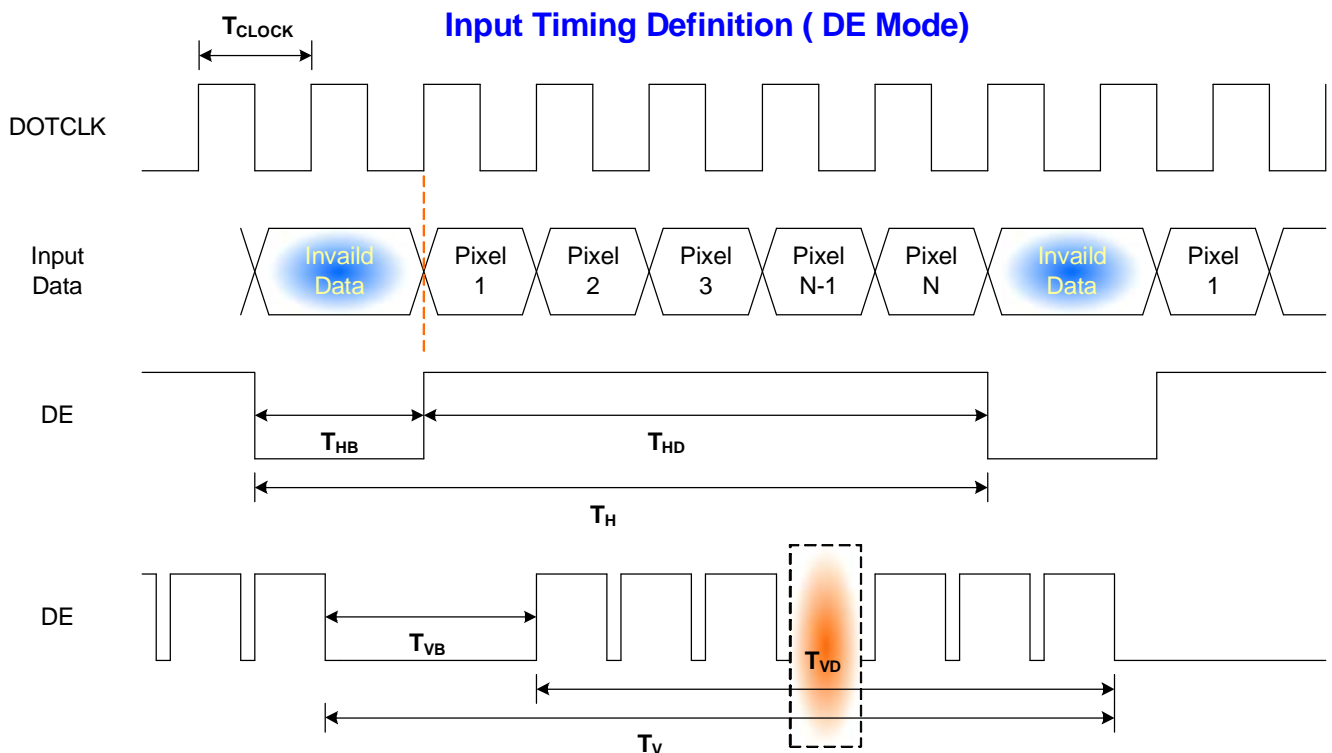 Input Timing Definition ( DE Mode)
TCLOCK
DOTCLK
Input
Data
Invaild
Data
Pixel
1
Pixel
2
Pixel
3
Pixel
N-1
Pixel
N
Invaild
Data
Pixel
1
DE
THB
THD
TH
DE
TVB
TVD
TV